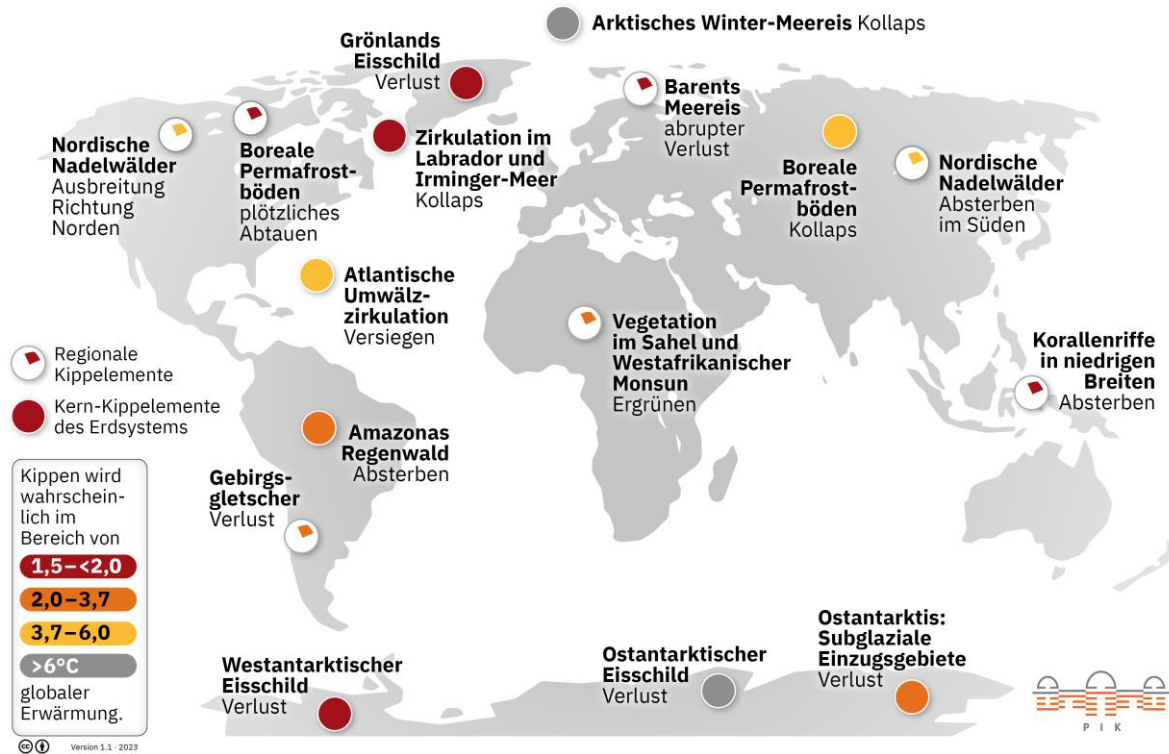 Arktisches Winter-Meereis Kollaps
Grönlands
Eisschild
Verlust
Barents
Meereis
abrupter
Verlust
Nordische
Nadelwälder
Ausbreitung
Richtung
Norden
Boreale
Permafrost-
böden
plötzliches
Abtauen
Zirkulation im
Labrador und
Irminger-Meer
Kollaps
Boreale
Permafrost-
böden
Kollaps
Nordische
Nadelwälder
Absterben
im Süden
Atlantische
Umwälz-
zirkulation
Versiegen
Vegetation
im Sahel und
Westafrikanischer
Monsun
Ergrünen
Korallenriffe
in niedrigen
Breiten
Absterben
Regionale
Kippelemente
Kern-Kippelemente
des Erdsystems
Amazonas
Regenwald
Absterben
Gebirgs-
gletscher
Verlust
Kippen wird
wahrschein-
lich im
Bereich von
1,5–<2,0
2,0–3,7
3,7–6,0
>6°C
globaler
Erwärmung.
Westantarktischer
Eisschild
Verlust
Ostantarktischer
Eisschild
Verlust
Ostantarktis:
Subglaziale
Einzugsgebiete
Verlust
PIK
cc Version 1.1 · 2023